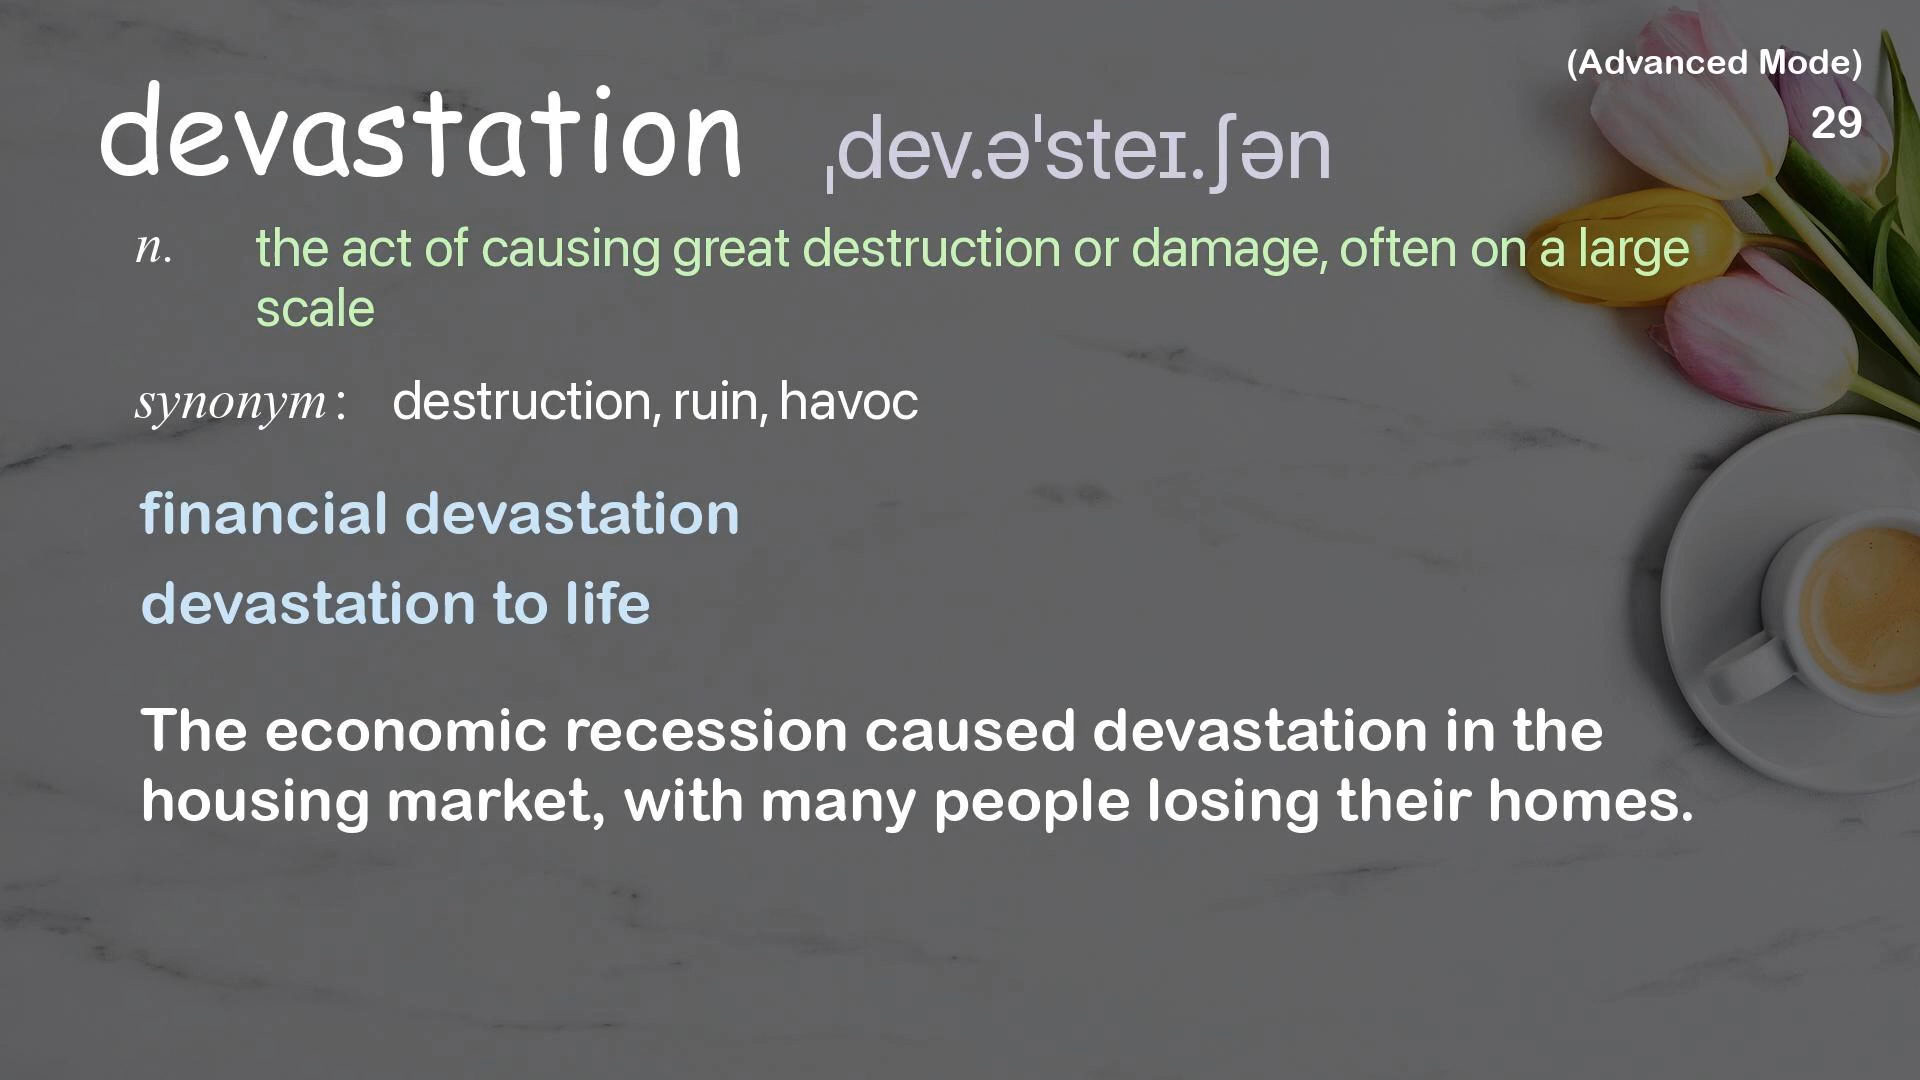 (Advanced Mode)
29
devastation ˌdev.əˈsteɪ.ʃən
n. the act of causing great destruction or damage, often on a large
scale
synonym: destruction, ruin, havoc
financial devastation
devastation to life
The economic recession caused devastation in the
housing market, with many people losing their homes.